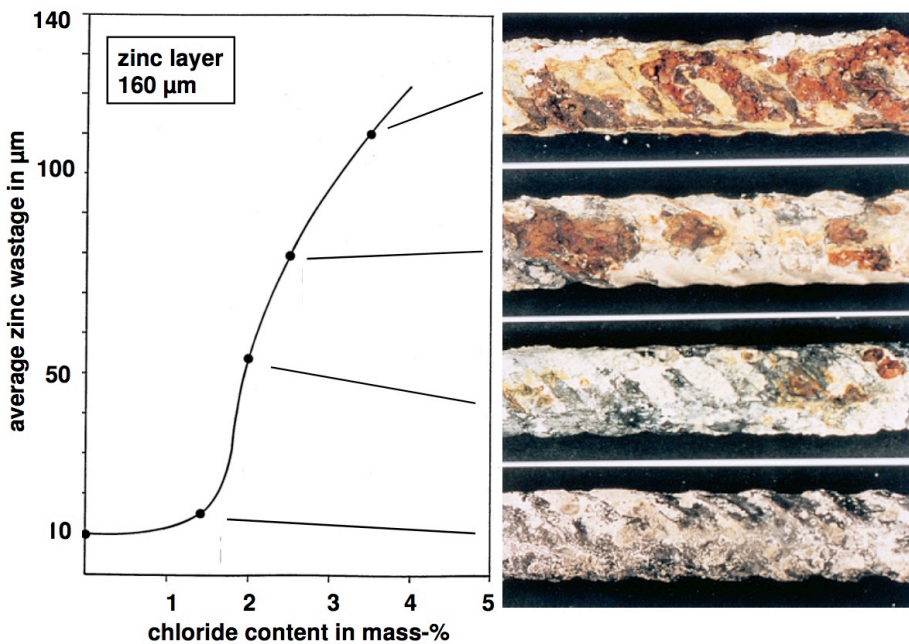 140
zinc layer
160 µm
100
50
10
average zinc wastage in µm
1 2 3 4 5
chloride content in mass-%